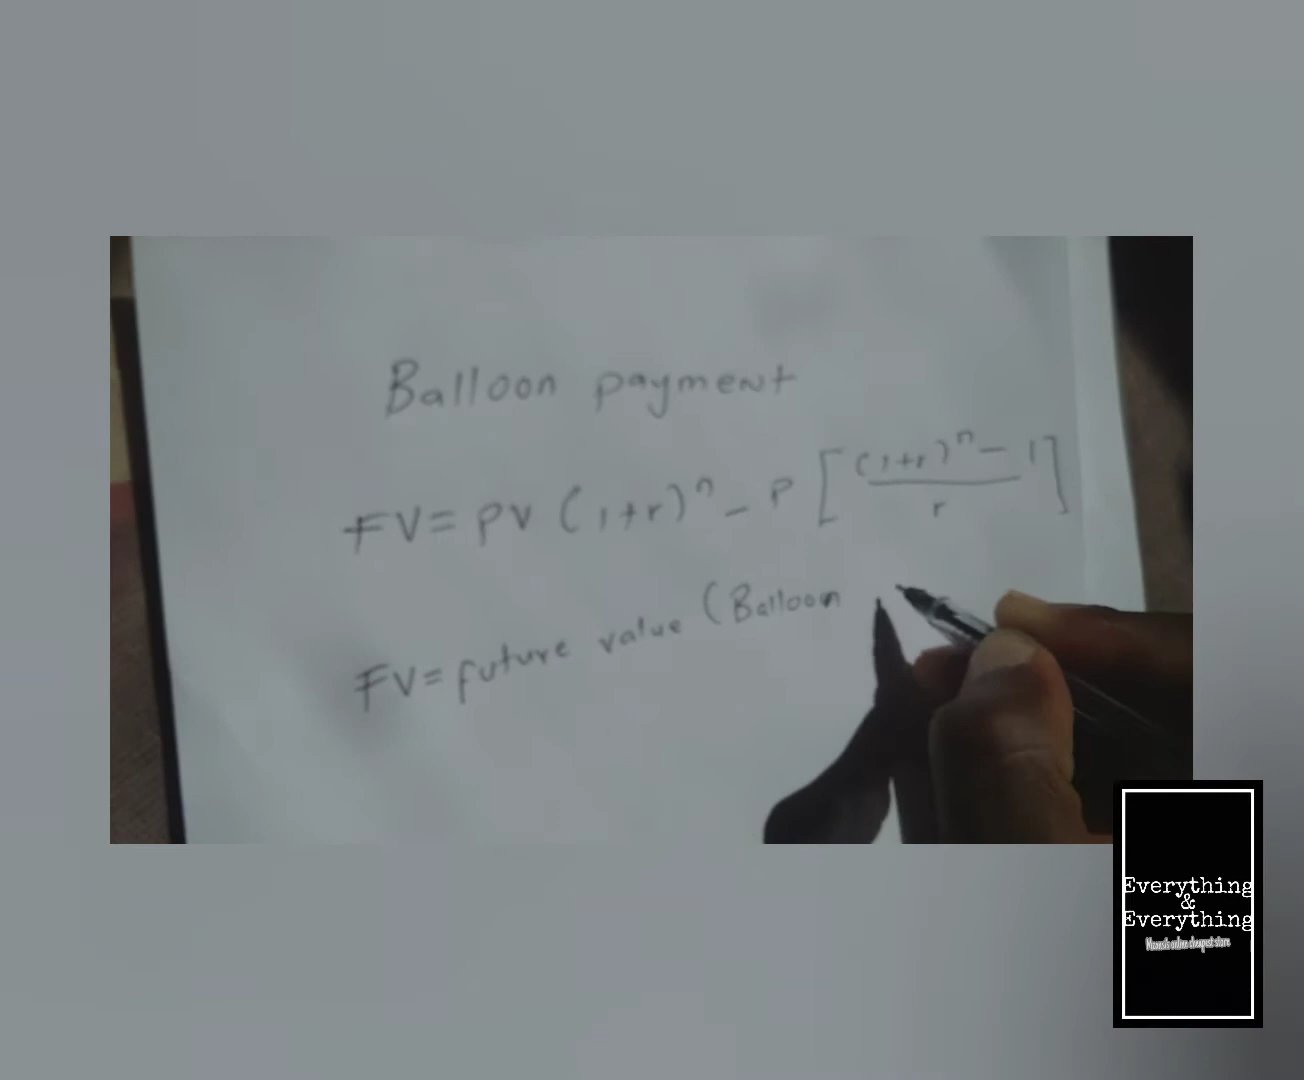 Balloon payment
FV = PV (1+r)^n - P [ (1+r)^n - 1 / r ]
FV = future value (Balloon
Everything
&
Everything